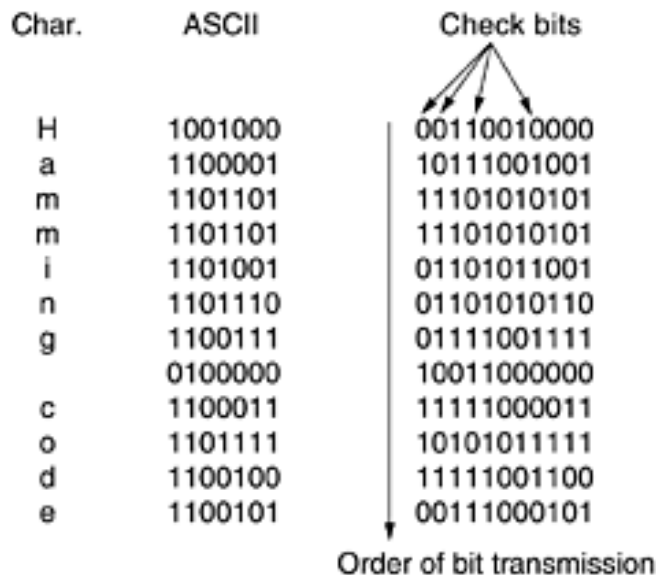 Char. ASCII Check bits
H 1001000 00110010000
a 1100001 10111001001
m 1101101 11101010101
m 1101101 11101010101
i 1101001 01101011001
n 1101110 01101010110
g 1100111 01111001111
0100000 10011000000
c 1100011 11111000011
o 1101111 10101011111
d 1100100 11111001100
e 1100101 00111000101
Order of bit transmission